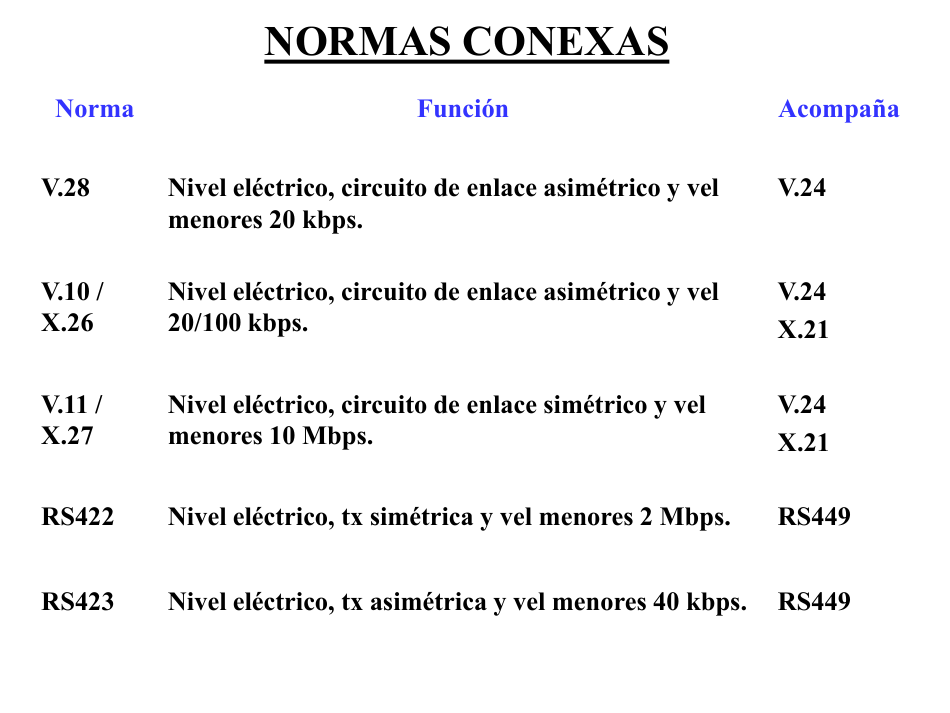 NORMAS CONEXAS
Norma Función Acompaña
V.28 Nivel eléctrico, circuito de enlace asimétrico y vel V.24
menores 20 kbps.
V.10 / Nivel eléctrico, circuito de enlace asimétrico y vel V.24
X.26 20/100 kbps.
X.21
V.11 / Nivel eléctrico, circuito de enlace simétrico y vel V.24
X.27 menores 10 Mbps.
X.21
RS422 Nivel eléctrico, tx simétrica y vel menores 2 Mbps. RS449
RS423 Nivel eléctrico, tx asimétrica y vel menores 40 kbps. RS449